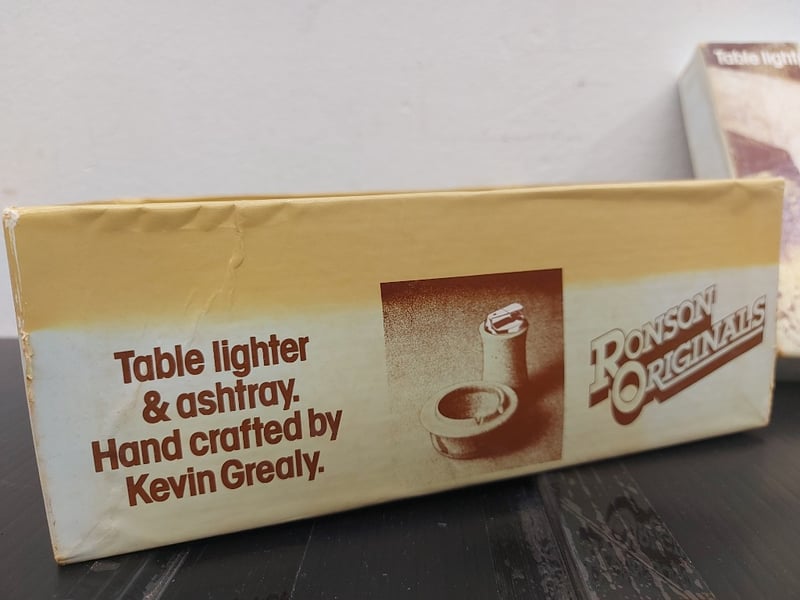 Table lighter
& ashtray.
Hand crafted by
Kevin Grealy.
RONSON
ORIGINALS
Table light